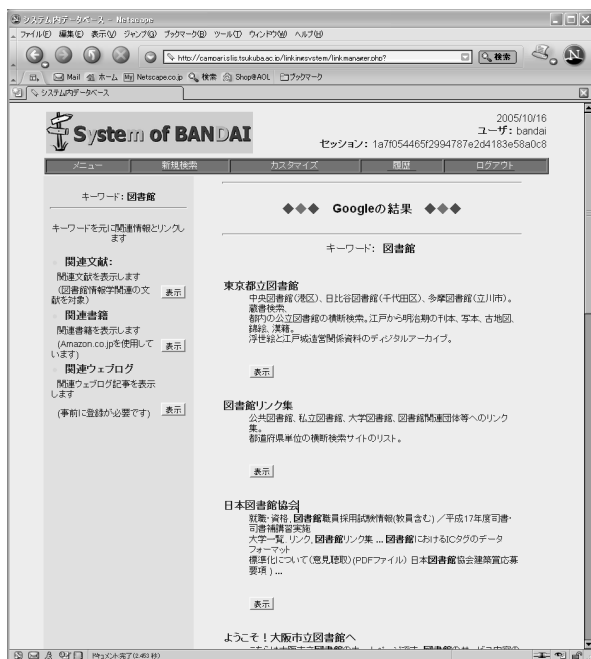 システム内データベース - Netscape
ファイル(F) 編集(E) 表示(V) ジャンプ(G) ブックマーク(B) ツール(T) ウィンドウ(W) ヘルプ(H)
検索
Mail ホーム Netscape.co.jp 検索 Shop@AOL ブックマーク
システム内データベース
System of BANDAI
2005/10/16
ユーザ: bandai
セッション: 1a7f054465f2994787e2d4183e58a0c8
メニュー 新規検索 カスタマイズ 履歴 ログアウト
キーワード: 図書館
キーワードを元に関連情報とリンクし
ます
関連文献:
関連文献を表示します
(図書館情報学関連の文
献を対象) 表示
関連書籍
関連書籍を表示します
(Amazon.co.jpを使用して
います) 表示
関連ウェブログ
関連ウェブログ記事を表示
します
(事前に登録が必要です) 表示
◆◆◆ Googleの結果 ◆◆◆
キーワード: 図書館
東京都立図書館
中央図書館(港区)、日比谷図書館(千代田区)、多摩図書館(立川市)。
蔵書検索、
都内の公立図書館の横断検索。江戸から明治期の刊本、写本、古地図、
錦絵、漢籍。
浮世絵と江戸城造営関係資料のディジタルアーカイブ。
表示
図書館リンク集
公共図書館、私立図書館、大学図書館、図書館関連団体等へのリンク
集。
都道府県単位の横断検索サイトのリスト。
表示
日本図書館協会
就職・資格, 図書館職員採用試験情報(教員含む) / 平成17年度司書・
司書補講習実施
大学一覧. リンク, 図書館リンク集 ... 図書館におけるICタグのデータ
フォーマット
標準化について(意見聴取)(PDFファイル) 日本図書館協会建築賞応募
要項 ) ...
表示
ようこそ！大阪市立図書館へ
ドキュメント:完了(2.453 秒)